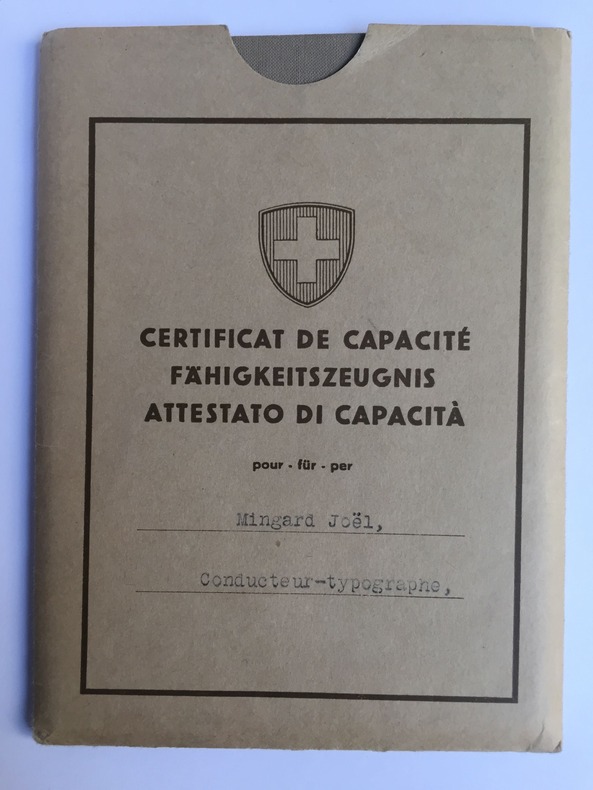 CERTIFICAT DE CAPACITÉ
FÄHIGKEITSZEUGNIS
ATTESTATO DI CAPACITÀ
pour - für - per
Mingard Joël,
Conducteur-typographe,